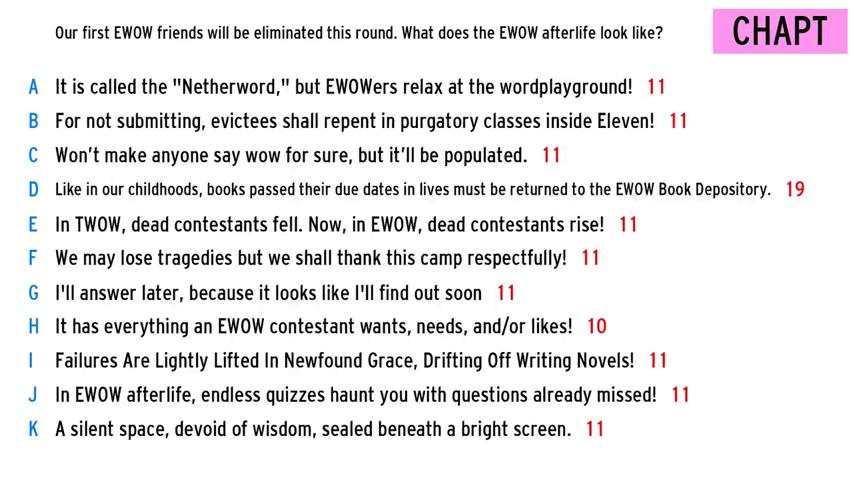 Our first EWOW friends will be eliminated this round. What does the EWOW afterlife look like?
CHAPT
A It is called the "Netherword," but EWOWers relax at the wordplayground! 11
B For not submitting, evictees shall repent in purgatory classes inside Eleven! 11
C Won't make anyone say wow for sure, but it'll be populated. 11
D Like in our childhoods, books passed their due dates in lives must be returned to the EWOW Book Depository. 19
E In TWOW, dead contestants fell. Now, in EWOW, dead contestants rise! 11
F We may lose tragedies but we shall thank this camp respectfully! 11
G I'll answer later, because it looks like I'll find out soon 11
H It has everything an EWOW contestant wants, needs, and/or likes! 10
I Failures Are Lightly Lifted In Newfound Grace, Drifting Off Writing Novels! 11
J In EWOW afterlife, endless quizzes haunt you with questions already missed! 11
K A silent space, devoid of wisdom, sealed beneath a bright screen. 11